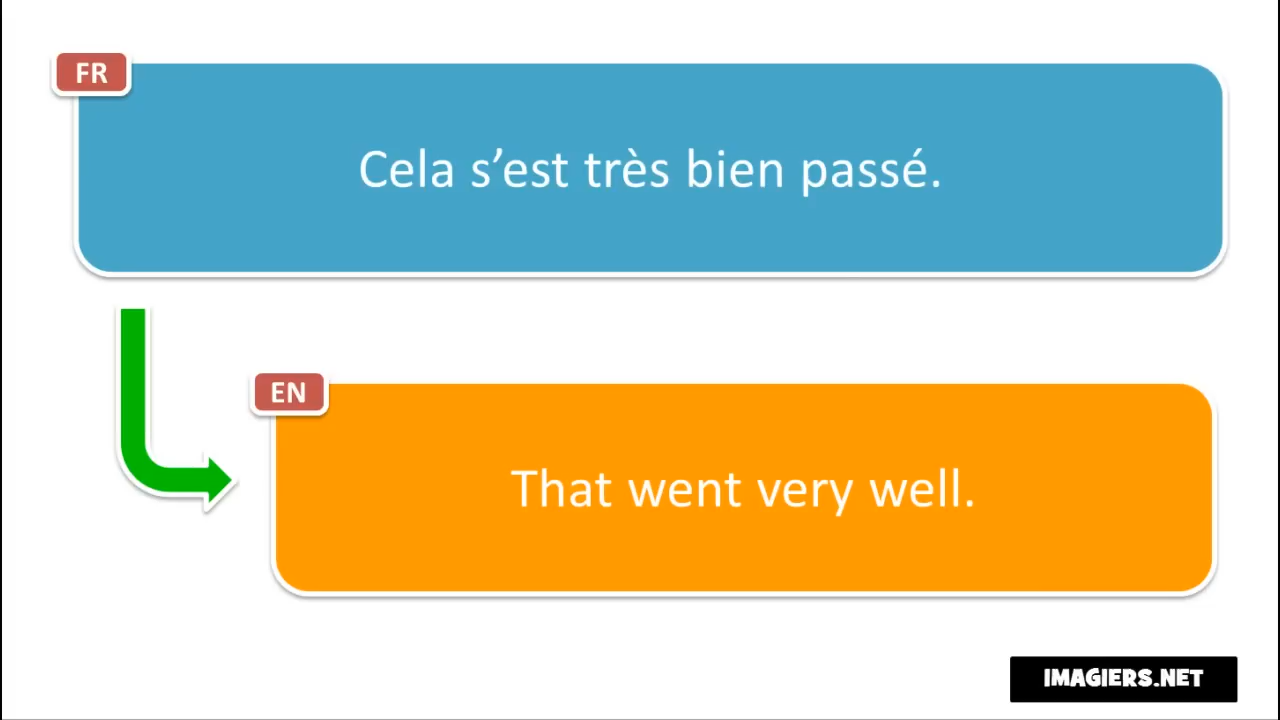 FR
Cela s’est très bien passé.
EN
That went very well.
IMAGIERS.NET